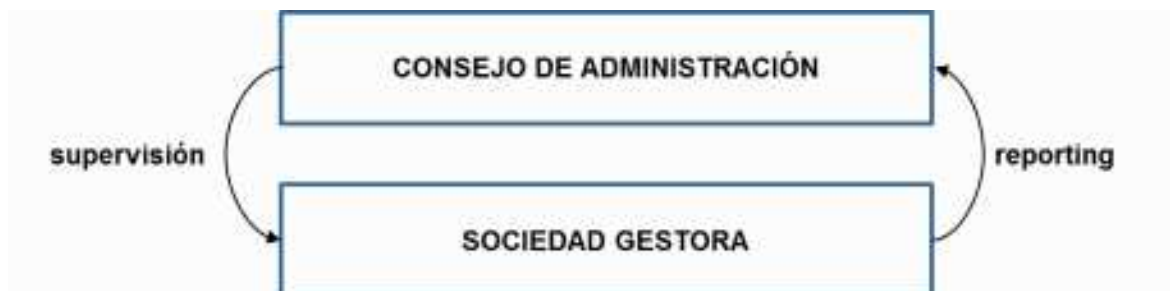 CONSEJO DE ADMINISTRACIÓN
supervisión
reporting
SOCIEDAD GESTORA